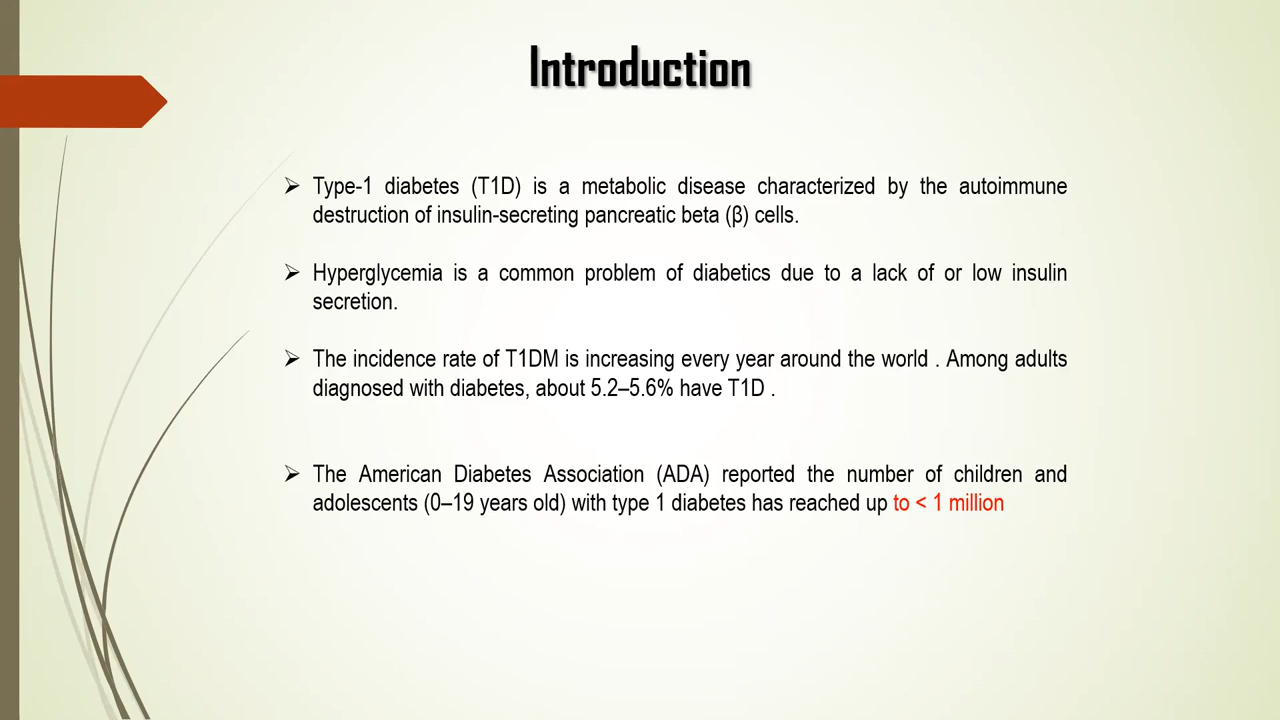 Introduction
➢ Type-1 diabetes (T1D) is a metabolic disease characterized by the autoimmune
destruction of insulin-secreting pancreatic beta (β) cells.
➢ Hyperglycemia is a common problem of diabetics due to a lack of or low insulin
secretion.
➢ The incidence rate of T1DM is increasing every year around the world . Among adults
diagnosed with diabetes, about 5.2–5.6% have T1D .
➢ The American Diabetes Association (ADA) reported the number of children and
adolescents (0–19 years old) with type 1 diabetes has reached up to < 1 million